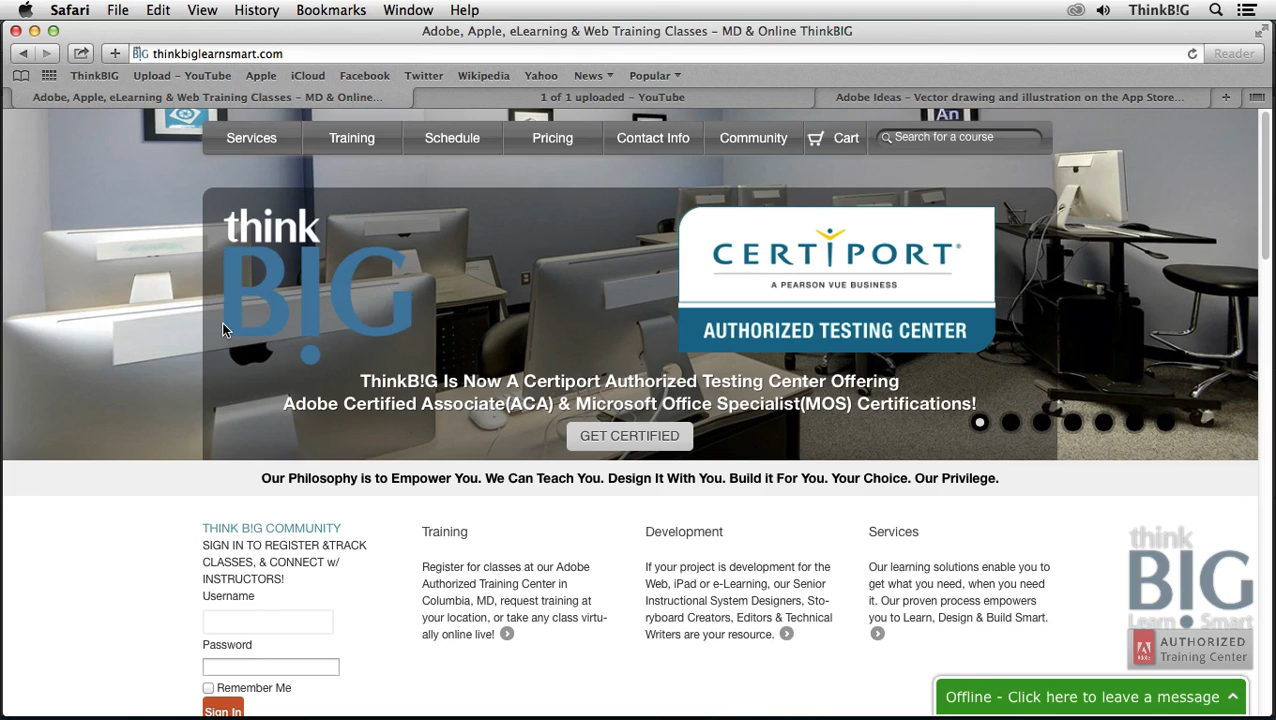 Safari File Edit View History Bookmarks Window Help ThinkB!G
Adobe, Apple, eLearning & Web Training Classes – MD & Online ThinkBIG
B!G thinkbiglearnsmart.com Reader
ThinkBIG Upload – YouTube Apple iCloud Facebook Twitter Wikipedia Yahoo News Popular
Adobe, Apple, eLearning & Web Training Classes – MD & Online... 1 of 1 uploaded – YouTube Adobe Ideas – Vector drawing and illustration on the App Store...
An
Services Training Schedule Pricing Contact Info Community Cart Search for a course
think
B!G
CERTIPORT®
A PEARSON VUE BUSINESS
AUTHORIZED TESTING CENTER
ThinkB!G Is Now A Certiport Authorized Testing Center Offering
Adobe Certified Associate(ACA) & Microsoft Office Specialist(MOS) Certifications!
GET CERTIFIED
Our Philosophy is to Empower You. We Can Teach You. Design It With You. Build it For You. Your Choice. Our Privilege.
THINK B!G COMMUNITY
SIGN IN TO REGISTER &TRACK
CLASSES, & CONNECT w/
INSTRUCTORS!
Username
Password
Remember Me
Sign In
Training
Register for classes at our Adobe
Authorized Training Center in
Columbia, MD, request training at
your location, or take any class virtu-
ally online live!
Development
If your project is development for the
Web, iPad or e-Learning, our Senior
Instructional System Designers, Sto-
ryboard Creators, Editors & Technical
Writers are your resource.
Services
Our learning solutions enable you to
get what you need, when you need
it. Our proven process empowers
you to Learn, Design & Build Smart.
think
B!G
Learn Smart
AUTHORIZED
Training Center
Offline - Click here to leave a message